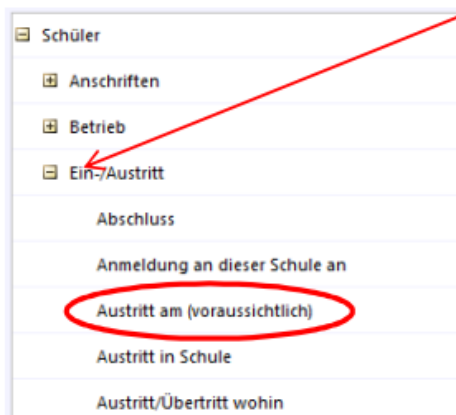 Schüler
Anschriften
Betrieb
Ein-/Austritt
Abschluss
Anmeldung an dieser Schule an
Austritt am (voraussichtlich)
Austritt in Schule
Austritt/Übertritt wohin